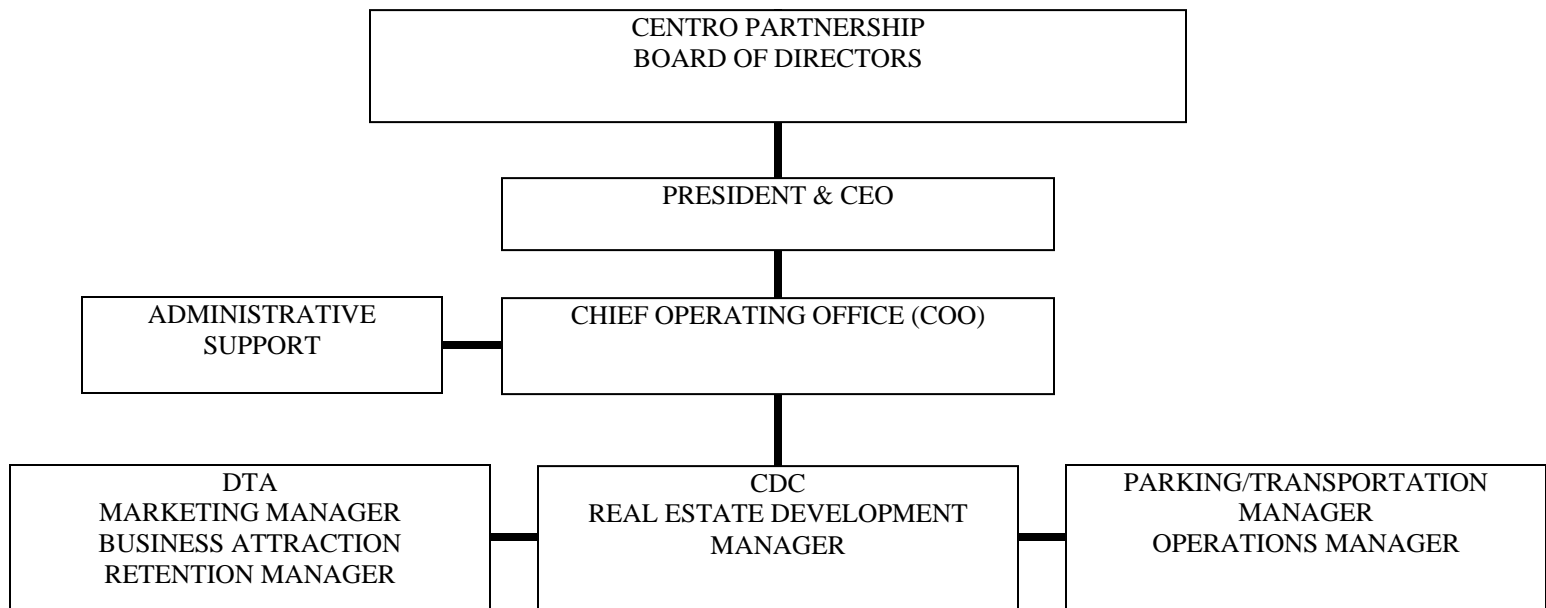 CENTRO PARTNERSHIP
BOARD OF DIRECTORS
PRESIDENT & CEO
ADMINISTRATIVE
SUPPORT
CHIEF OPERATING OFFICE (COO)
DTA
MARKETING MANAGER
BUSINESS ATTRACTION
RETENTION MANAGER
CDC
REAL ESTATE DEVELOPMENT
MANAGER
PARKING/TRANSPORTATION
MANAGER
OPERATIONS MANAGER